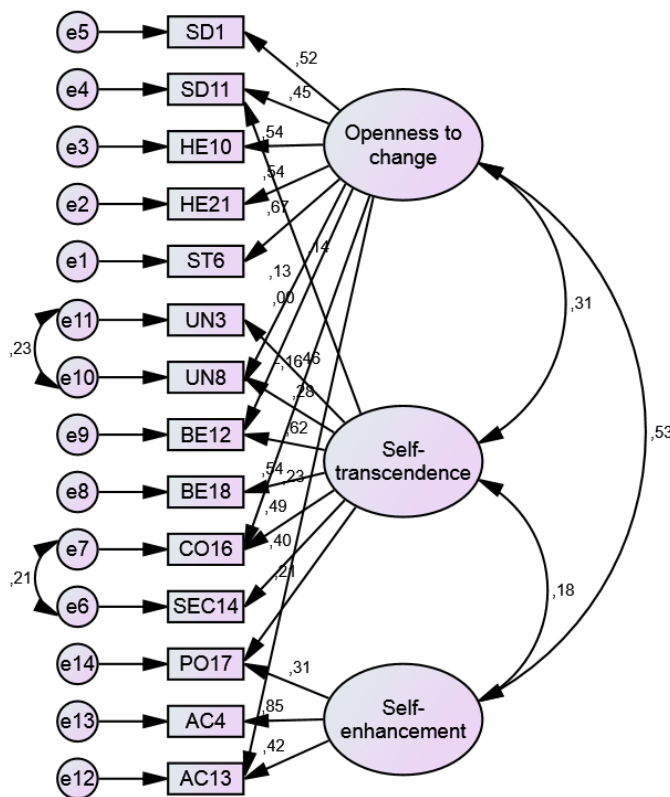 e5
SD1
,52
e4
SD11
,45
Openness to
change
e3
HE10
,54
e2
HE21
,54
,67
e1
ST6
,14
,13
,00
e11
UN3
,31
,23
,46
,16
e10
UN8
,28
e9
BE12
,62
,53
Self-
transcendence
e8
BE18
,54
,23
,49
e7
CO16
,40
,21
,21
e6
SEC14
,18
e14
PO17
,31
e13
AC4
,85
Self-
enhancement
,42
e12
AC13